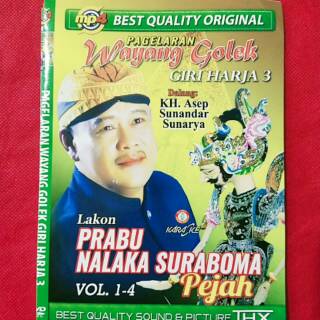 mp4 BEST QUALITY ORIGINAL
PAGELARAN
Wayang Golek
GIRI HARJA 3
Dalang:
KH. Asep
Sunandar
Sunarya
Lakon
PRABU
NALAKA SURABOMA
Pejah
VOL. 1-4
BEST QUALITY SOUND & PICTURE THX
PAGELARAN WAYANG GOLEK GIRI HARJA 3